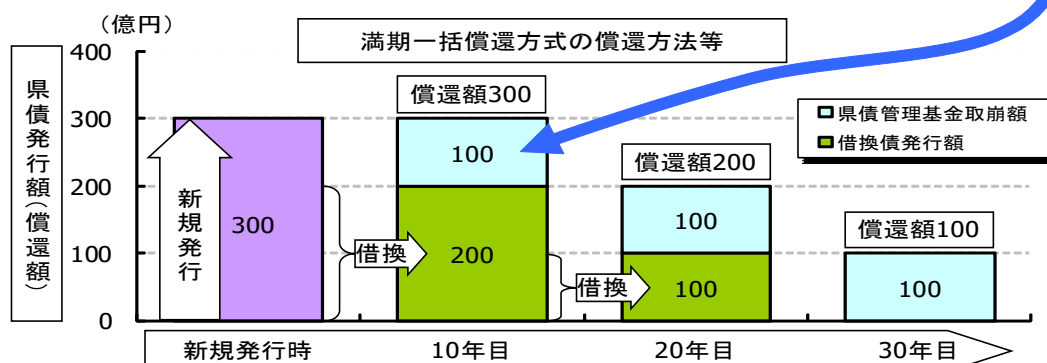 (億円)
満期一括償還方式の償還方法等
県債発行額(償還額)
400
300
200
100
0
新規発行
300
借換
償還額300
100
200
借換
償還額200
100
100
償還額100
100
県債管理基金取崩額
借換債発行額
新規発行時
10年目
20年目
30年目